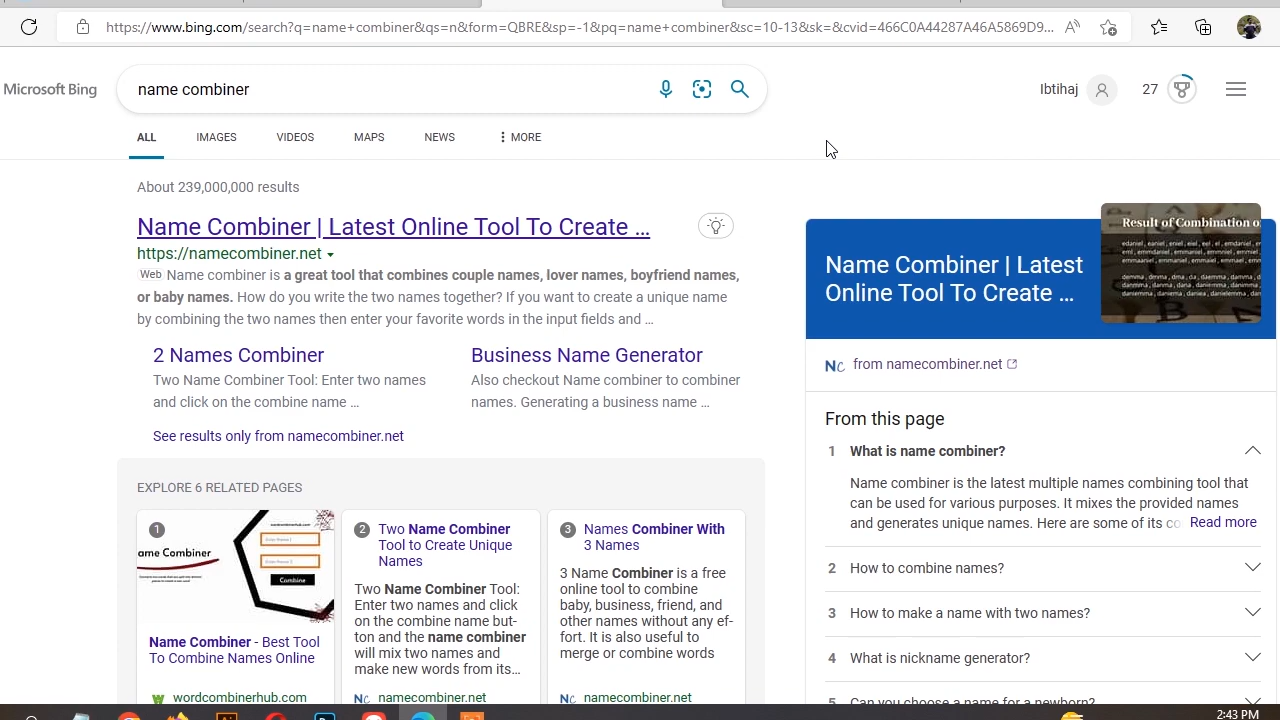 https://www.bing.com/search?q=name+combiner&qs=n&form=QBRE&sp=-1&pq=name+combiner&sc=10-13&sk=&cvid=466C0A44287A46A5869D9...
Microsoft Bing
name combiner
Ibtihaj
27
ALL IMAGES VIDEOS MAPS NEWS MORE
About 239,000,000 results
Name Combiner | Latest Online Tool To Create ...
https://namecombiner.net
Web Name combiner is a great tool that combines couple names, lover names, boyfriend names,
or baby names. How do you write the two names together? If you want to create a unique name
by combining the two names then enter your favorite words in the input fields and ...
2 Names Combiner
Two Name Combiner Tool: Enter two names
and click on the combine name ...
Business Name Generator
Also checkout Name combiner to combiner
names. Generating a business name ...
See results only from namecombiner.net
EXPLORE 6 RELATED PAGES
1
ame Combiner
Combine
Name Combiner - Best Tool
To Combine Names Online
wordcombinerhub.com
2 Two Name Combiner
Tool to Create Unique
Names
Two Name Combiner Tool:
Enter two names and click
on the combine name but-
ton and the name combiner
will mix two names and
make new words from its...
NC namecombiner.net
3 Names Combiner With
3 Names
3 Name Combiner is a free
online tool to combine
baby, business, friend, and
other names without any ef-
fort. It is also useful to
merge or combine words
NC namecombiner.net
Name Combiner | Latest
Online Tool To Create ...
Result of Combination o
NC from namecombiner.net
From this page
1 What is name combiner?
Name combiner is the latest multiple names combining tool that
can be used for various purposes. It mixes the provided names
and generates unique names. Here are some of its co Read more
2 How to combine names?
3 How to make a name with two names?
4 What is nickname generator?
5 Can you choose a name for a newborn?
2:43 PM